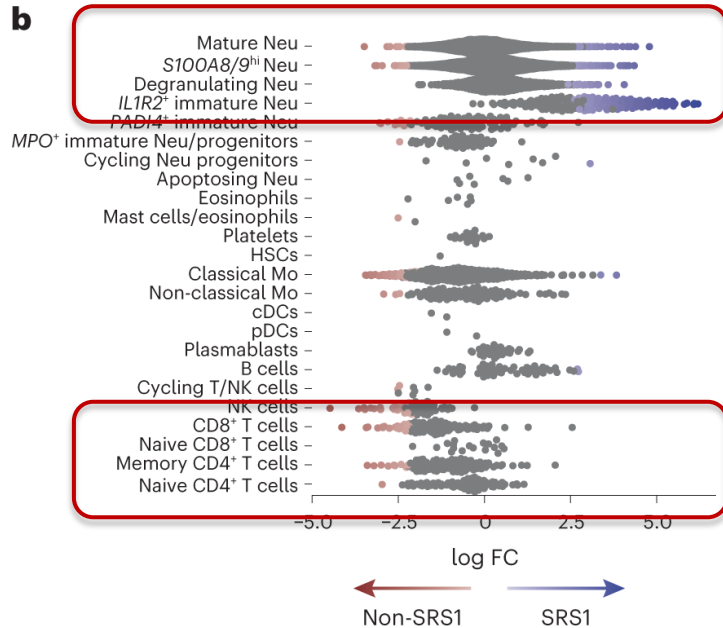 b
Mature Neu
S100A8/9hi Neu
Degranulating Neu
IL1R2+ immature Neu
PADI4+ immature Neu
MPO+ immature Neu/progenitors
Cycling Neu progenitors
Apoptosing Neu
Eosinophils
Mast cells/eosinophils
Platelets
HSCs
Classical Mo
Non-classical Mo
cDCs
pDCs
Plasmablasts
B cells
Cycling T/NK cells
NK cells
CD8+ T cells
Naive CD8+ T cells
Memory CD4+ T cells
Naive CD4+ T cells
−5.0 −2.5 0 2.5 5.0
log FC
Non-SRS1 SRS1